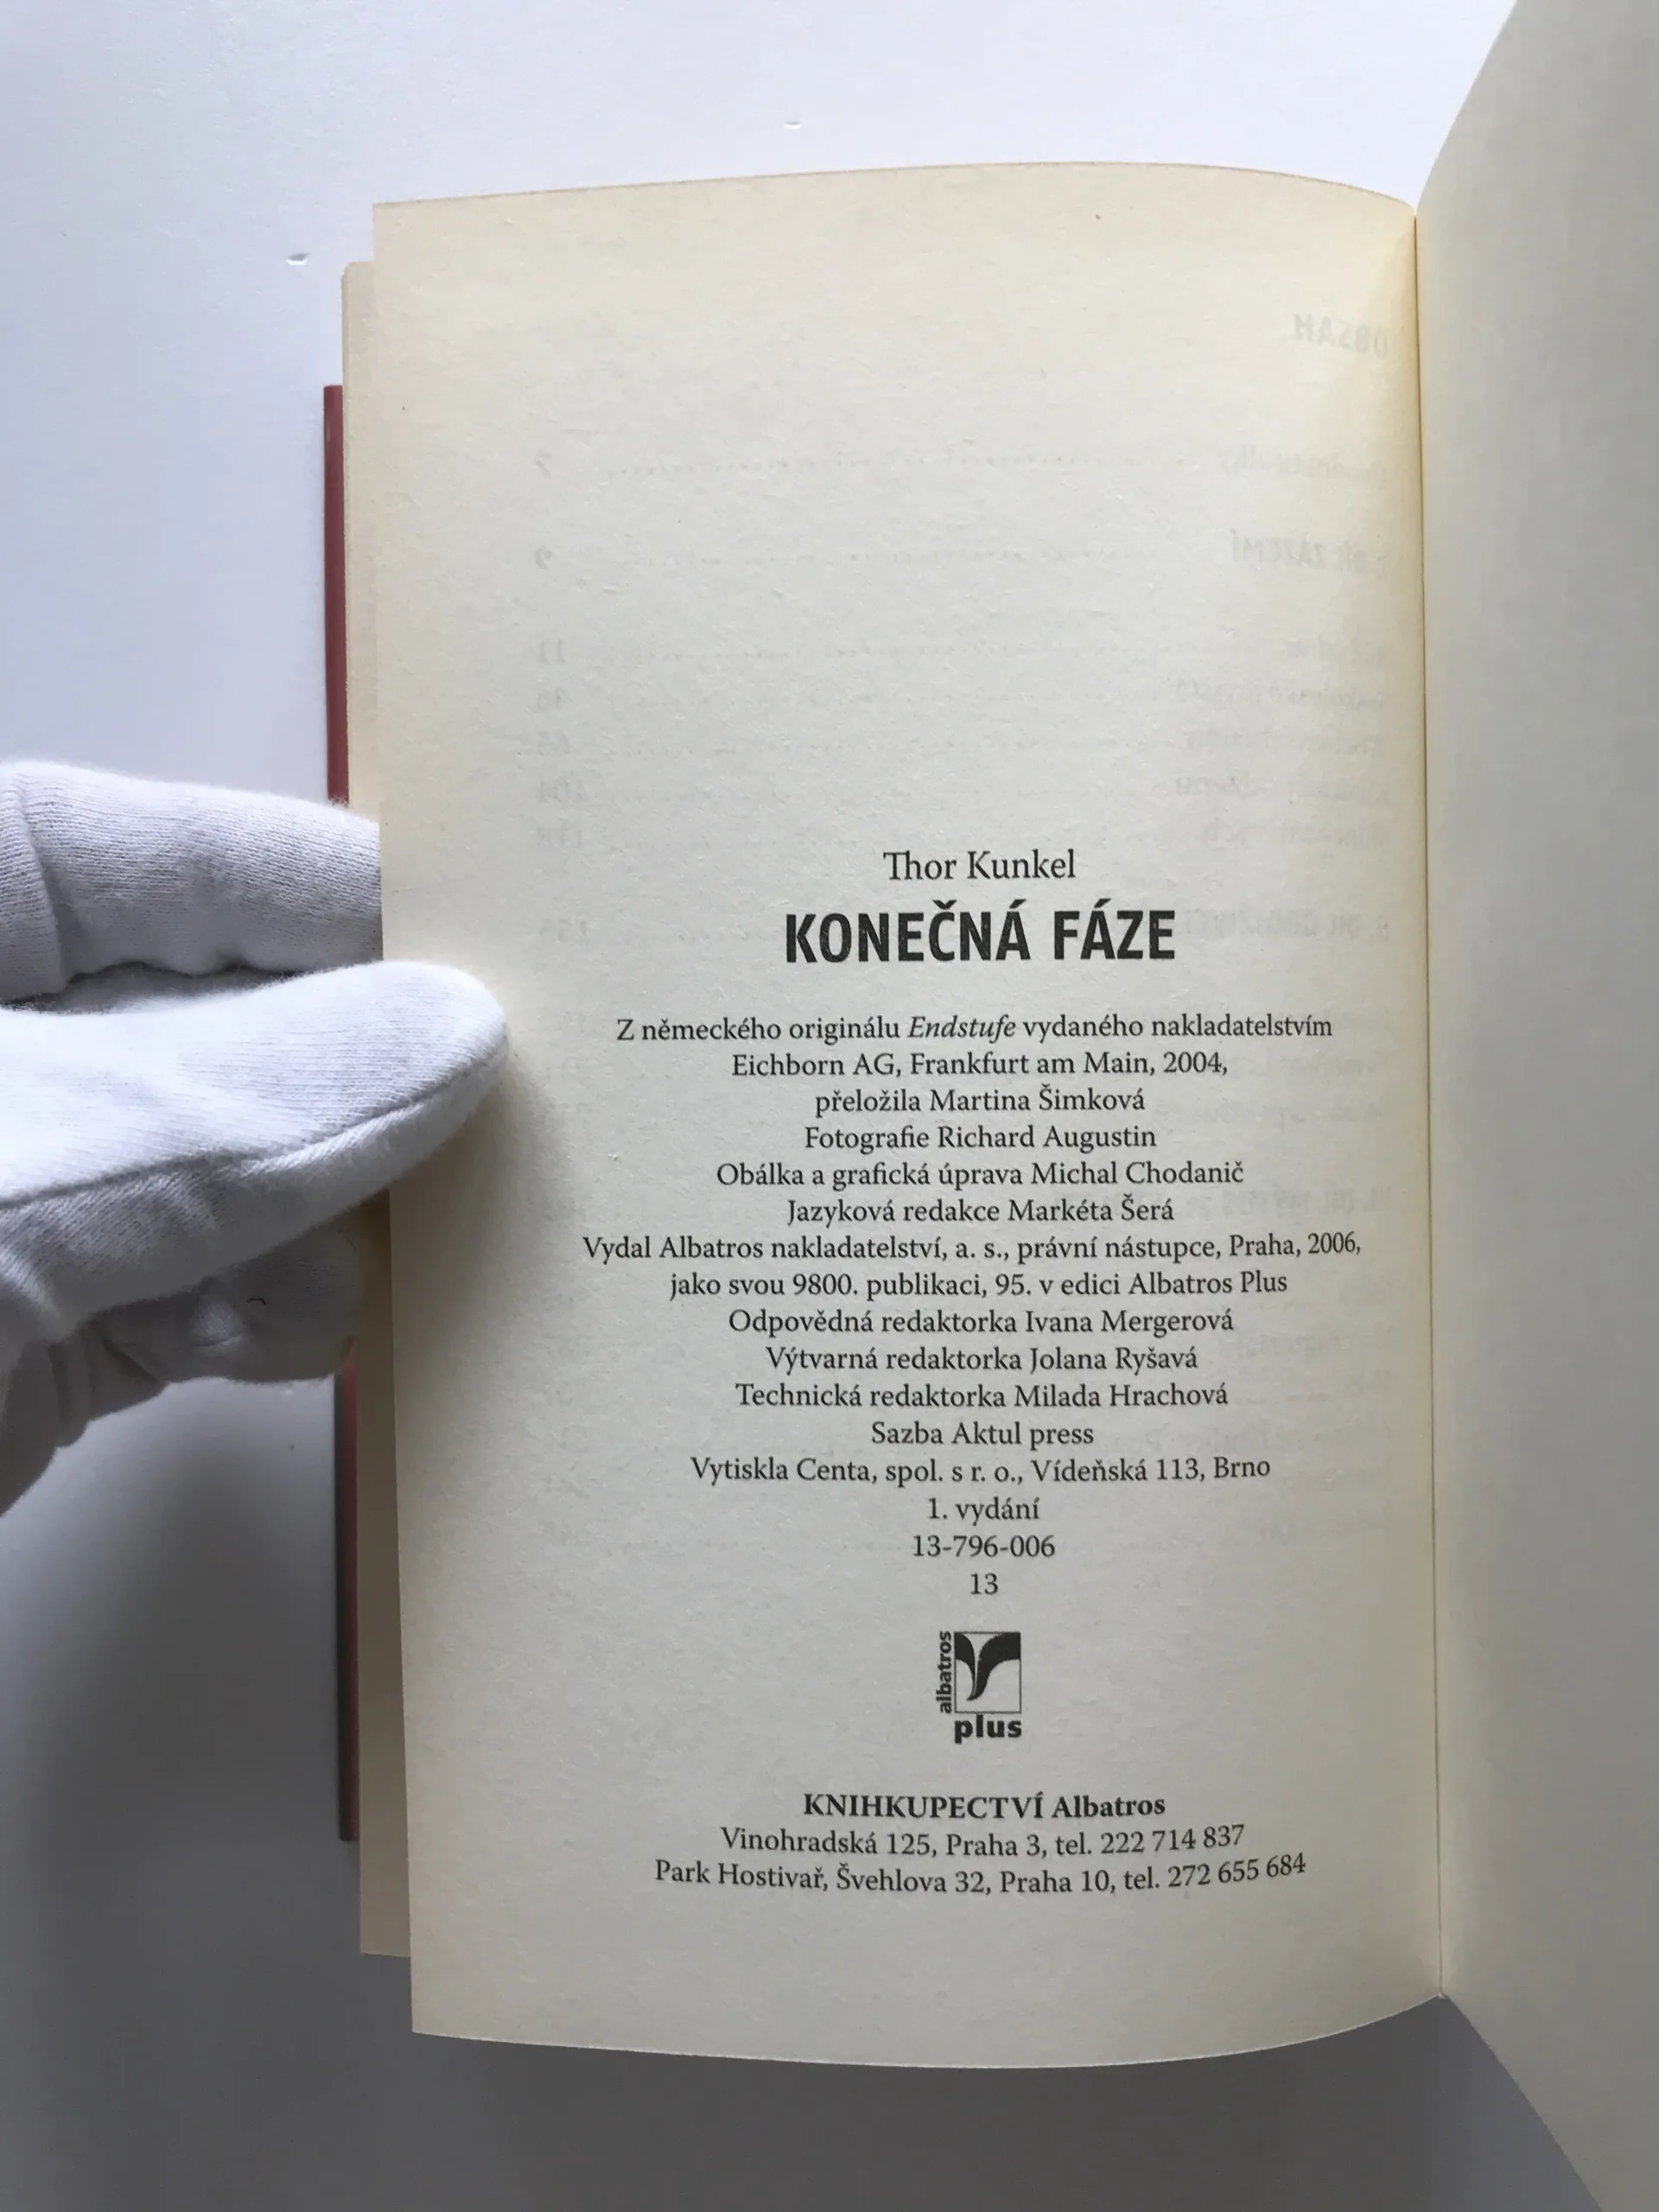 Thor Kunkel
KONEČNÁ FÁZE
Z německého originálu Endstufe vydaného nakladatelstvím
Eichborn AG, Frankfurt am Main, 2004,
přeložila Martina Šimková
Fotografie Richard Augustin
Obálka a grafická úprava Michal Chodanič
Jazyková redakce Markéta Šerá
Vydal Albatros nakladatelství, a. s., právní nástupce, Praha, 2006,
jako svou 9800. publikaci, 95. v edici Albatros Plus
Odpovědná redaktorka Ivana Mergerová
Výtvarná redaktorka Jolana Ryšavá
Technická redaktorka Milada Hrachová
Sazba Aktul press
Vytiskla Centa, spol. s r. o., Vídeňská 113, Brno
1. vydání
13-796-006
13
albatros
plus
KNIHKUPECTVÍ Albatros
Vinohradská 125, Praha 3, tel. 222 714 837
Park Hostivař, Švehlova 32, Praha 10, tel. 272 655 684